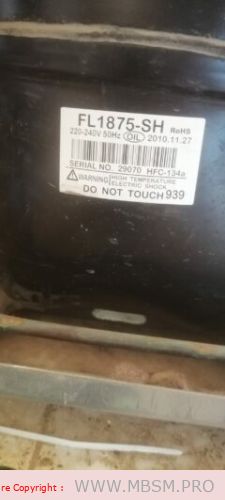 FL1875-SH RoHS
220-240V 50Hz OIL 2010.11.27
SERIAL NO. 29070 HFC-134a
WARNING HIGH TEMPERATURE
ELECTRIC SHOCK
DO NOT TOUCH 939
re Copyright : www.MBSM.PRO